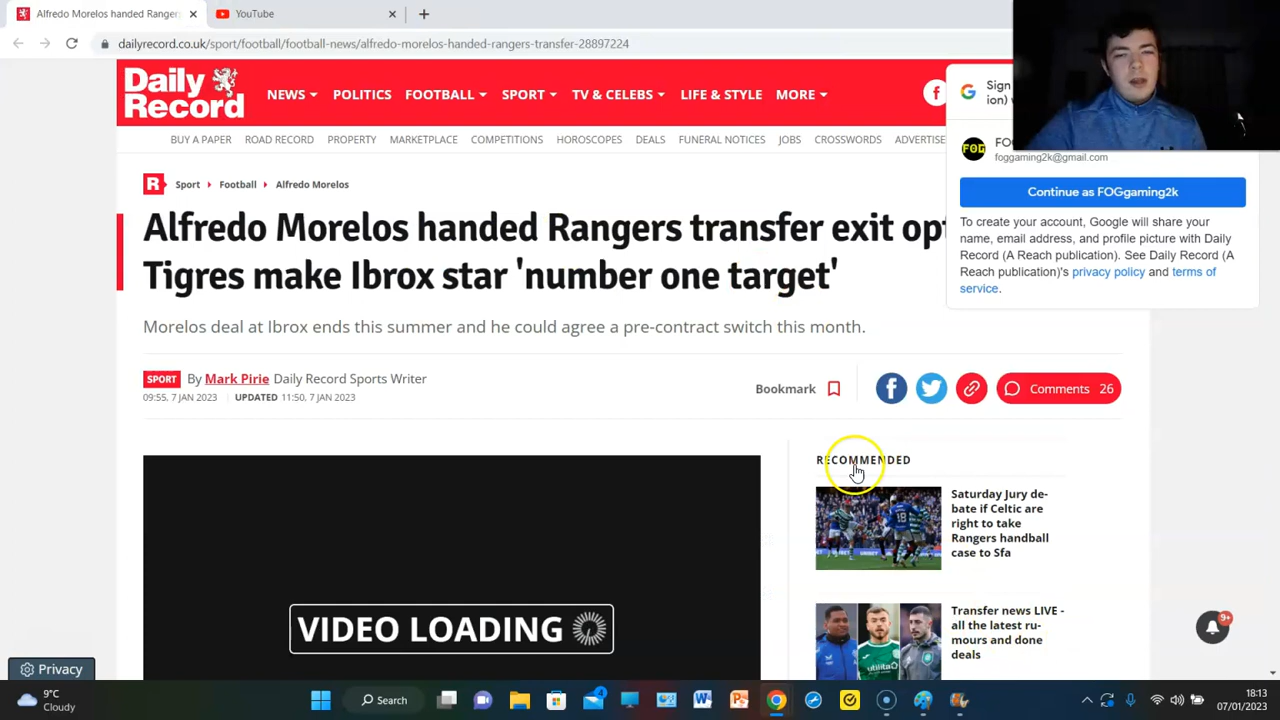 Alfredo Morelos handed Rangers
YouTube
dailyrecord.co.uk/sport/football/football-news/alfredo-morelos-handed-rangers-transfer-28897224
Daily
Record
NEWS
POLITICS
FOOTBALL
SPORT
TV & CELEBS
LIFE & STYLE
MORE
BUY A PAPER
ROAD RECORD
PROPERTY
MARKETPLACE
COMPETITIONS
HOROSCOPES
DEALS
FUNERAL NOTICES
JOBS
CROSSWORDS
ADVERTISE
Sign
ion)
FOG
foggaming2k@gmail.com
Continue as FOGgaming2k
To create your account, Google will share your
name, email address, and profile picture with Daily
Record (A Reach publication). See Daily Record (A
Reach publication)'s privacy policy and terms of
service.
R Sport Football Alfredo Morelos
Alfredo Morelos handed Rangers transfer exit
Tigres make Ibrox star 'number one target'
Morelos deal at Ibrox ends this summer and he could agree a pre-contract switch this month.
SPORT By Mark Pirie Daily Record Sports Writer
09:55, 7 JAN 2023 UPDATED 11:50, 7 JAN 2023
Bookmark
Comments 26
VIDEO LOADING
RECOMMENDED
Saturday Jury de-
bate if Celtic are
right to take
Rangers handball
case to Sfa
Transfer news LIVE -
all the latest ru-
mours and done
deals
9+
Privacy
9°C
Cloudy
Search
4
18:13
07/01/2023